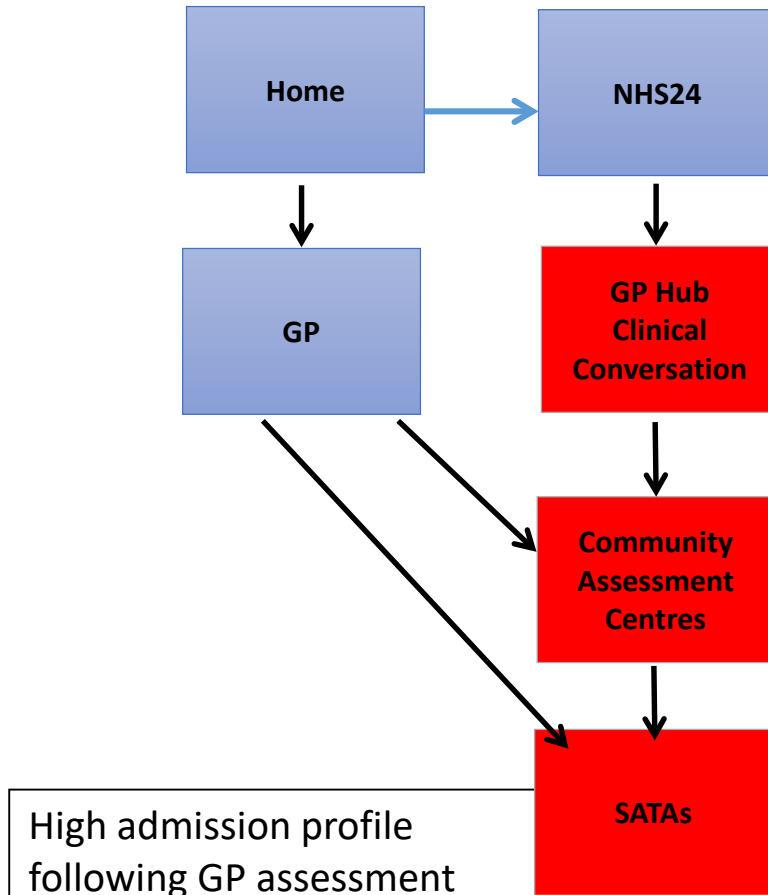 Home
NHS24
GP
GP Hub
Clinical
Conversation
Community
Assessment
Centres
SATAs
High admission profile
following GP assessment